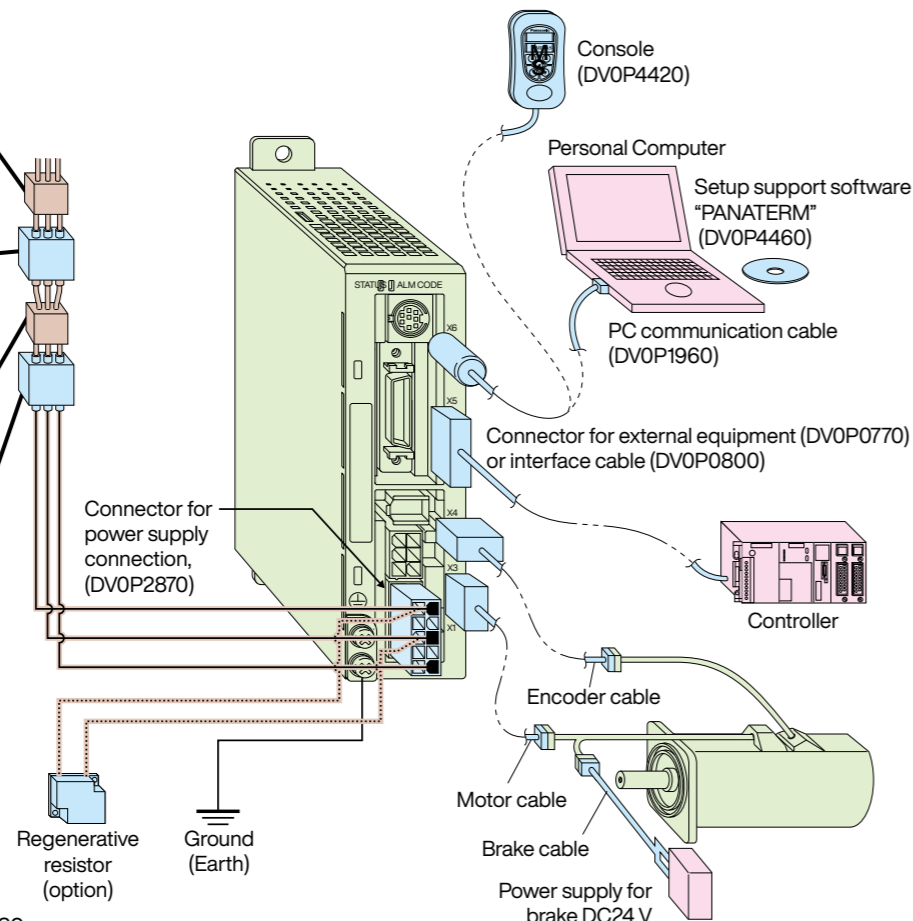 Console
(DV0P4420)
Personal Computer
Setup support software
“PANATERM”
(DV0P4460)
PC communication cable
(DV0P1960)
STATUS ALM CODE
X6
X5
Connector for external equipment (DV0P0770)
or interface cable (DV0P0800)
Connector for
power supply
connection,
(DV0P2870)
X4
X3
X1
Controller
Encoder cable
Motor cable
Brake cable
Power supply for
brake DC24 V
Regenerative
resistor
(option)
Ground
(Earth)